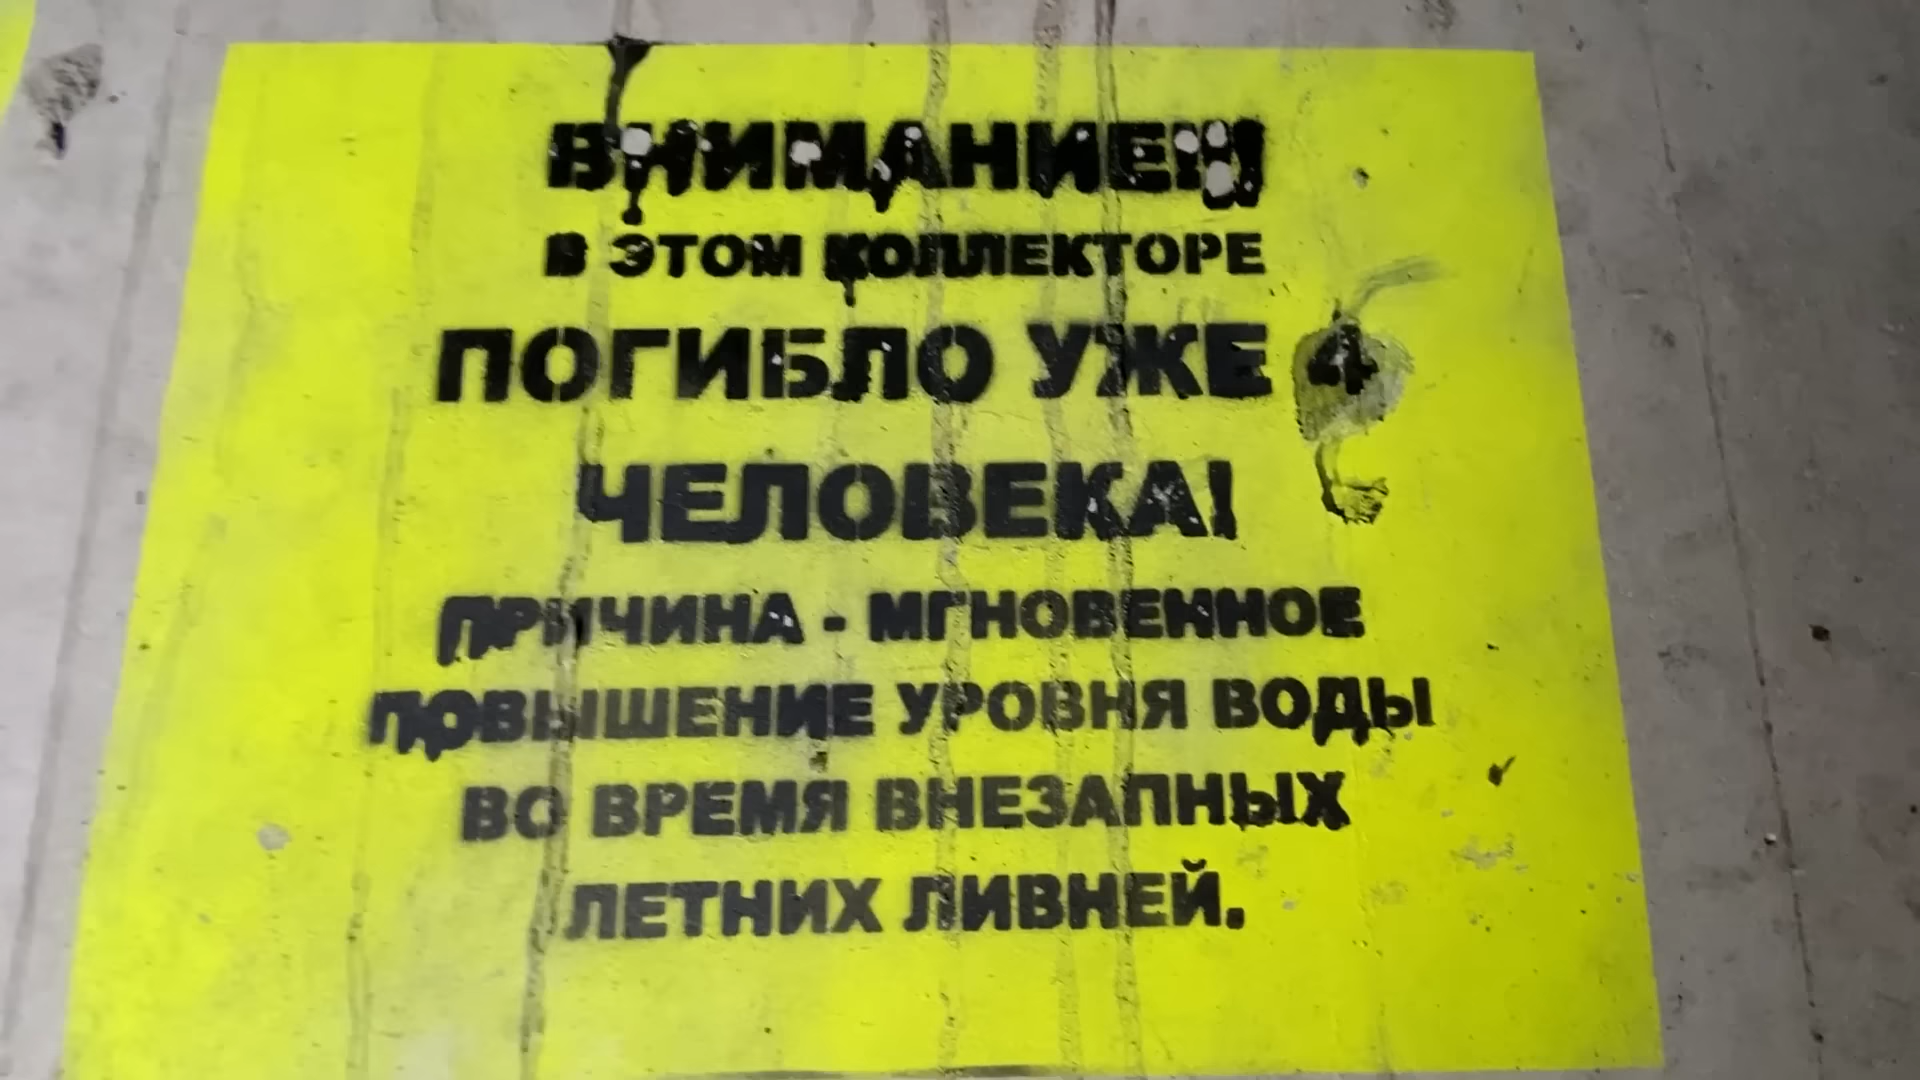 ВНИМАНИЕ!!!
В ЭТОМ КОЛЛЕКТОРЕ
ПОГИБЛО УЖЕ 4
ЧЕЛОВЕКА!
ПРИЧИНА - МГНОВЕННОЕ
ПОВЫШЕНИЕ УРОВНЯ ВОДЫ
ВО ВРЕМЯ ВНЕЗАПНЫХ
ЛЕТНИХ ЛИВНЕЙ.